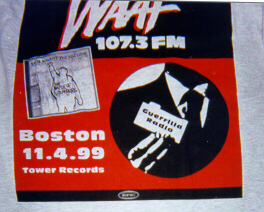 WAAF
107.3 FM
Guerrilla
Radio
Boston
11.4.99
Tower Records